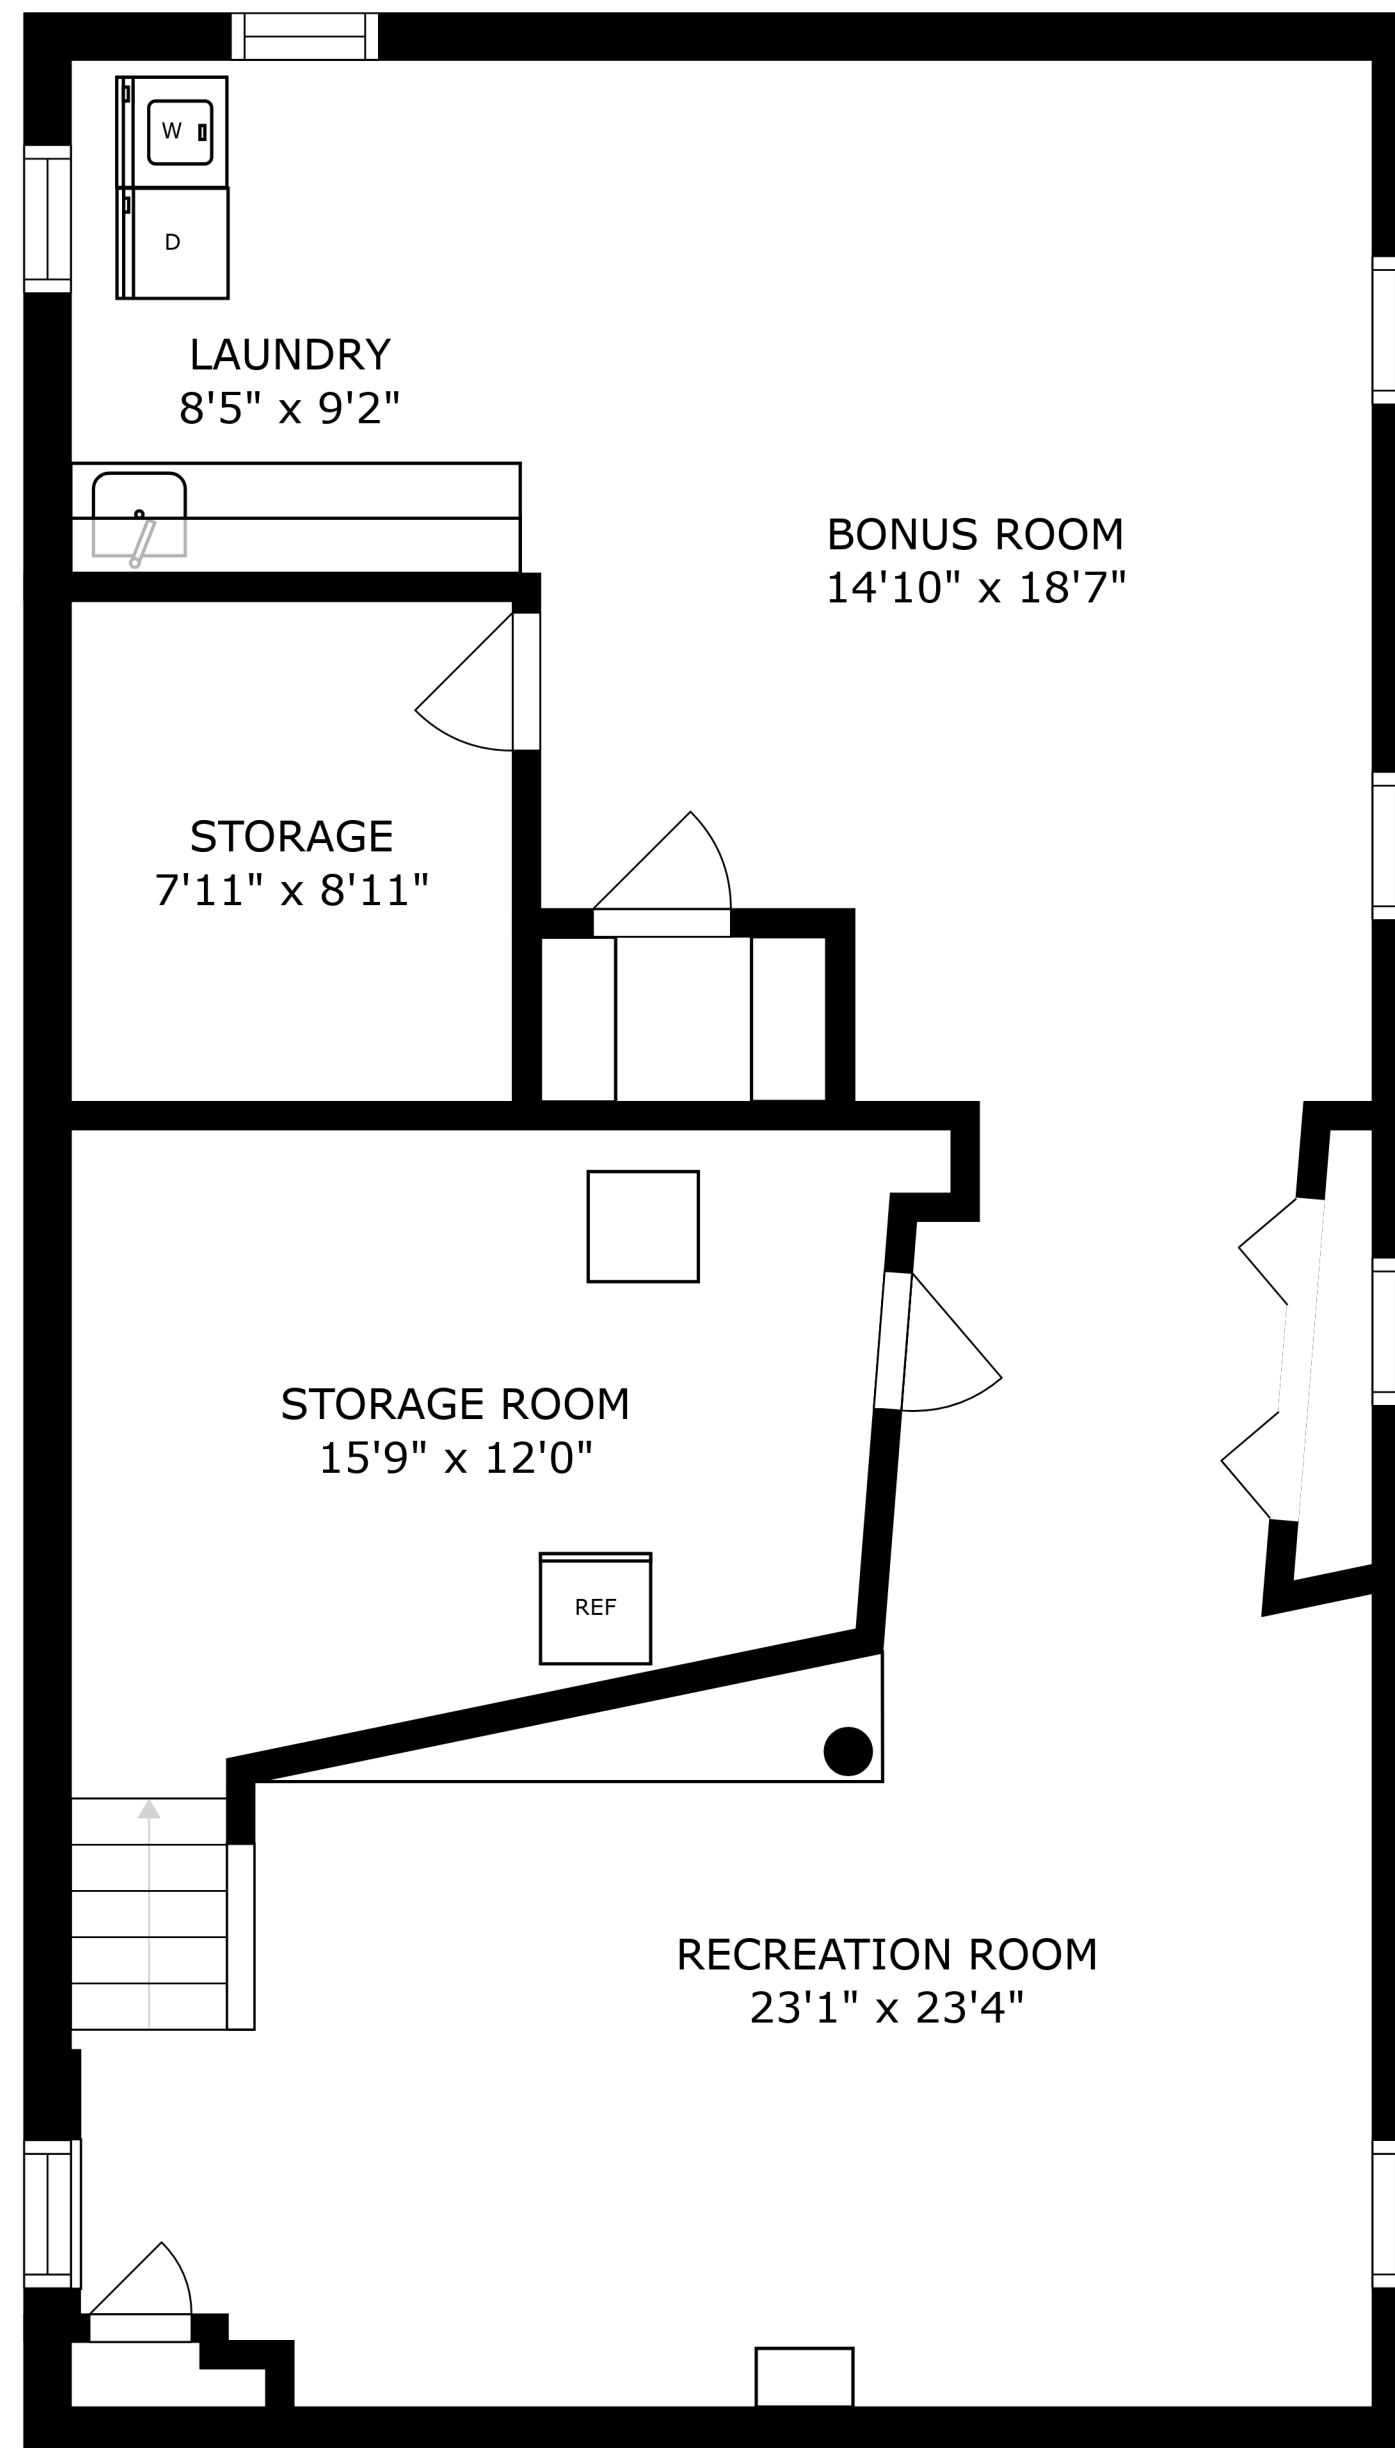 W
D
LAUNDRY
8'5" x 9'2"
BONUS ROOM
14'10" x 18'7"
STORAGE
7'11" x 8'11"
STORAGE ROOM
15'9" x 12'0"
REF
RECREATION ROOM
23'1" x 23'4"